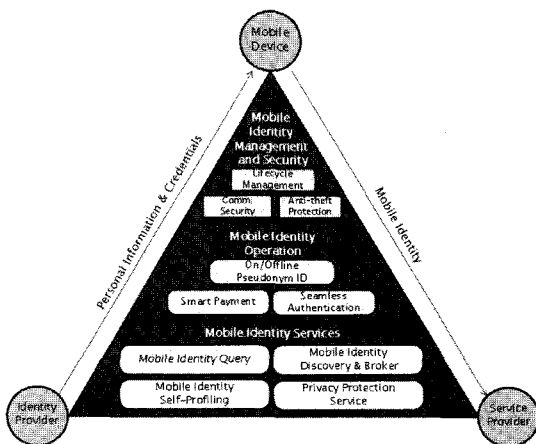 Mobile
Device
Mobile
Identity
Management
and Security
Lifecycle
Management
Comm.
Security
Anti-theft
Protection
Personal Information & Credentials
Mobile Identity
Mobile Identity
Operation
On/Offline
Pseudonym ID
Smart Payment
Seamless
Authentication
Mobile Identity Services
Mobile Identity Query
Mobile Identity
Discovery & Broker
Mobile Identity
Self-Profiling
Privacy Protection
Service
Identity
Provider
Service
Provider